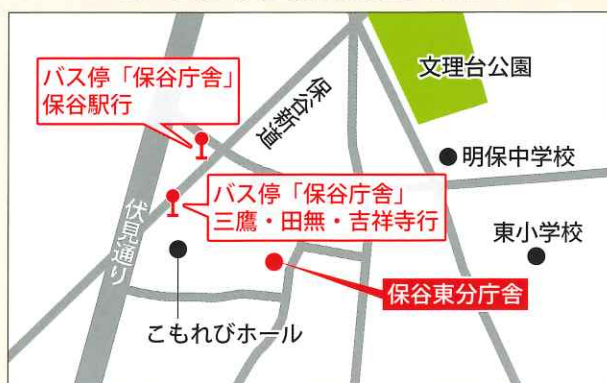 バス停「保谷庁舎」
保谷駅行
保谷新道
文理台公園
明保中学校
バス停「保谷庁舎」
三鷹・田無・吉祥寺行
伏見通り
東小学校
保谷東分庁舎
こもれびホール